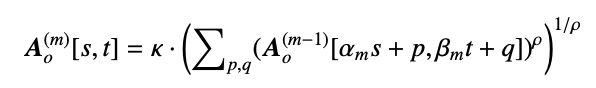 A_o^{(m)}[s, t] = κ · (∑_{p,q} (A_o^{(m−1)}[α_m s + p, β_m t + q])^ρ)^{1/ρ}